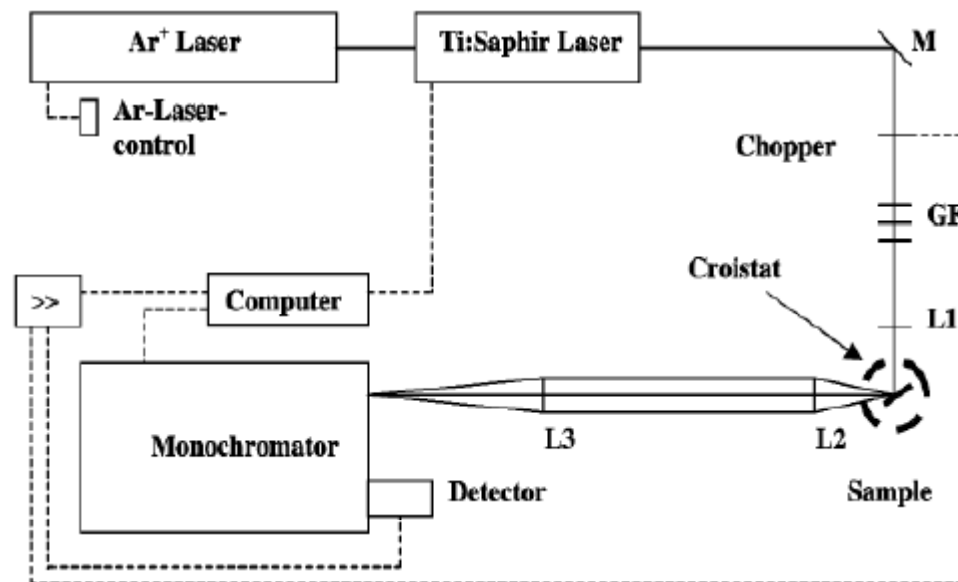 Ar+ Laser
Ti:Saphir Laser
M
Ar-Laser-
control
Chopper
GF
Croistat
>>
Computer
L1
Monochromator
L3
L2
Detector
Sample